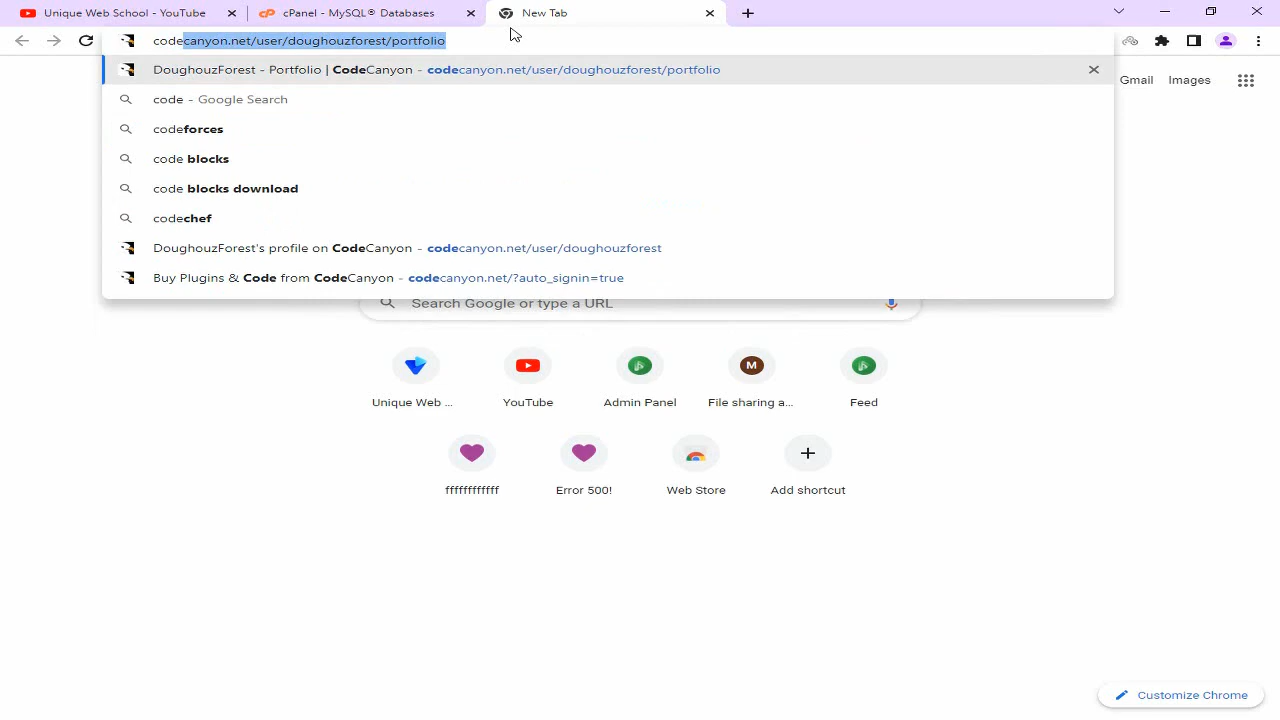 Unique Web School - YouTube
cPanel - MySQL® Databases
New Tab
codecanyon.net/user/doughouzforest/portfolio
DoughouzForest - Portfolio | CodeCanyon - codecanyon.net/user/doughouzforest/portfolio
code - Google Search
codeforces
code blocks
code blocks download
codechef
DoughouzForest's profile on CodeCanyon - codecanyon.net/user/doughouzforest
Buy Plugins & Code from CodeCanyon - codecanyon.net/?auto_signin=true
Gmail
Images
Search Google or type a URL
Unique Web ...
YouTube
Admin Panel
M
File sharing a...
Feed
ffffffffffff
Error 500!
Web Store
Add shortcut
Customize Chrome